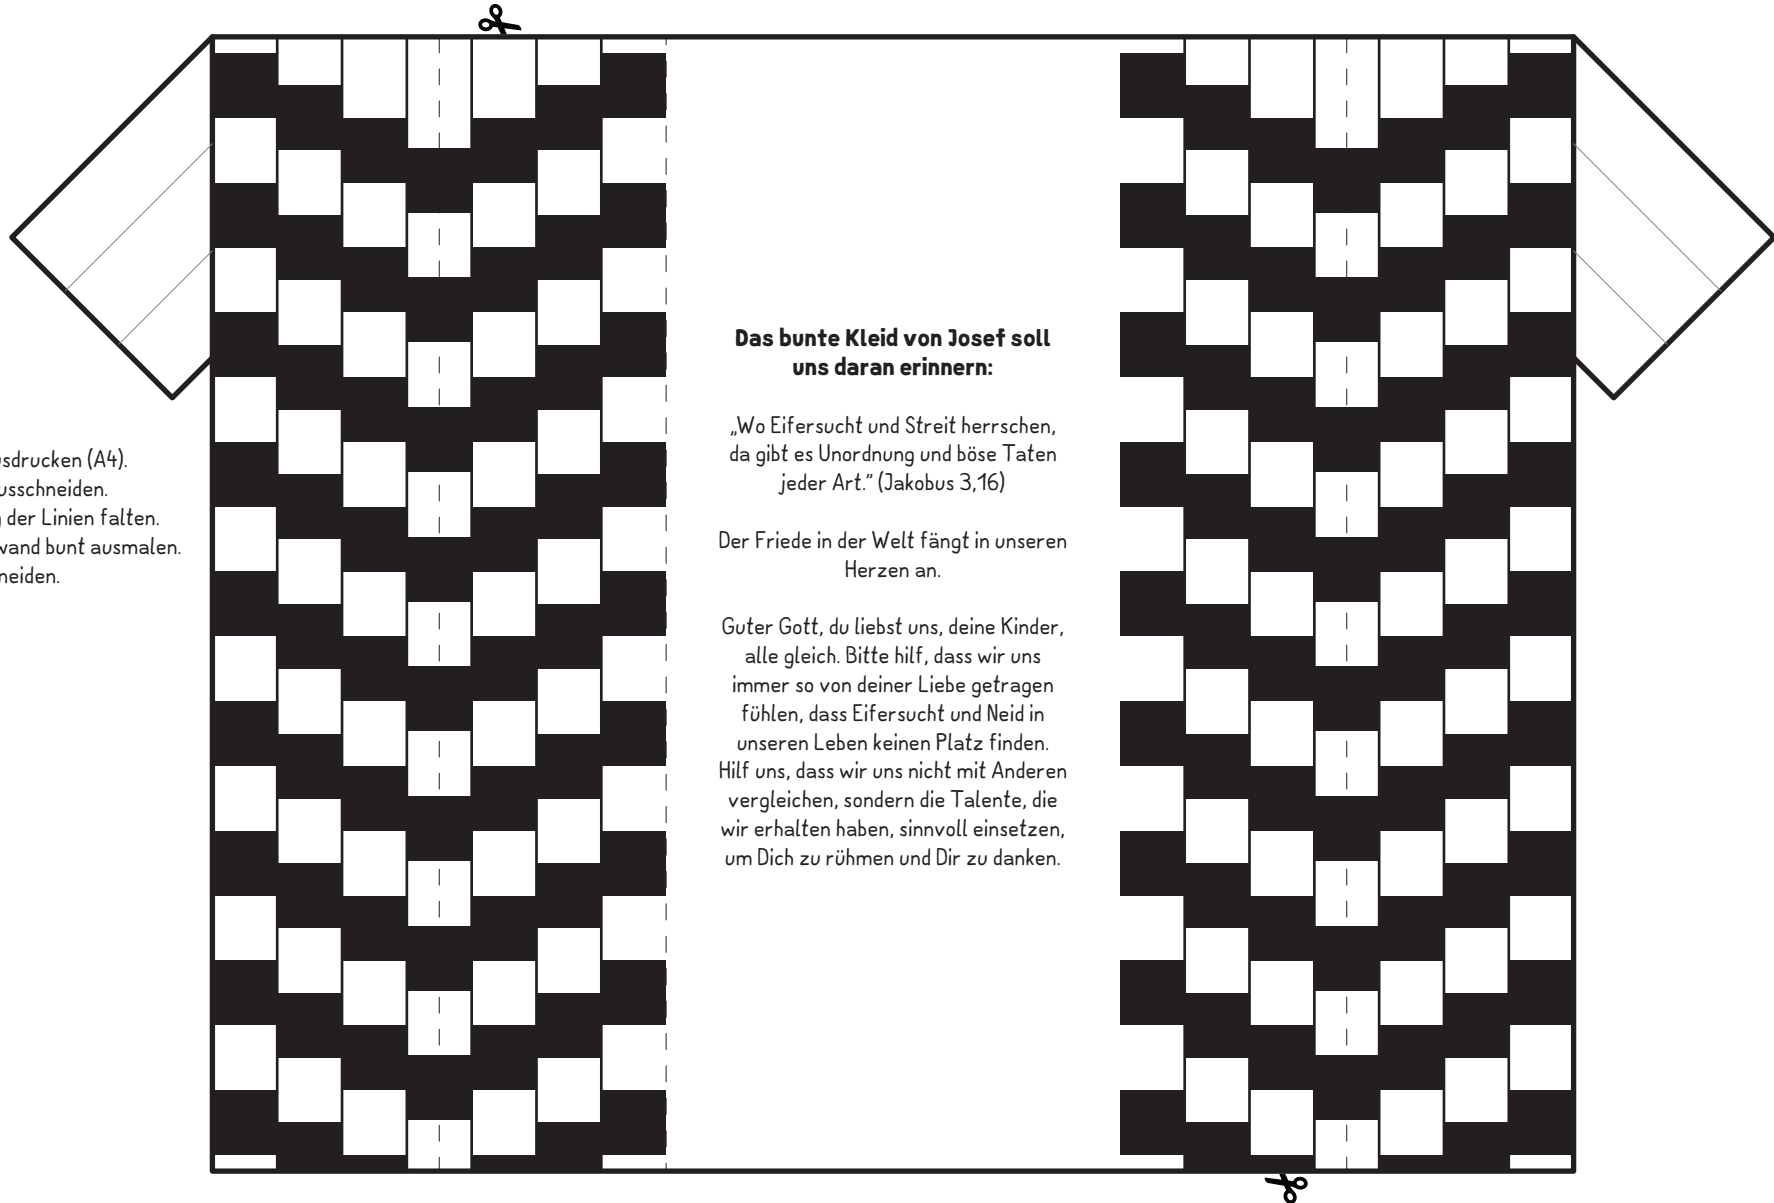 Das bunte Kleid von Josef soll
uns daran erinnern:
„Wo Eifersucht und Streit herrschen,
da gibt es Unordnung und böse Taten
jeder Art.” (Jakobus 3,16)
Der Friede in der Welt fängt in unseren
Herzen an.
Guter Gott, du liebst uns, deine Kinder,
alle gleich. Bitte hilf, dass wir uns
immer so von deiner Liebe getragen
fühlen, dass Eifersucht und Neid in
unseren Leben keinen Platz finden.
Hilf uns, dass wir uns nicht mit Anderen
vergleichen, sondern die Talente, die
wir erhalten haben, sinnvoll einsetzen,
um Dich zu rühmen und Dir zu danken.
(A4).
der Linien falten.
bunt ausmalen.